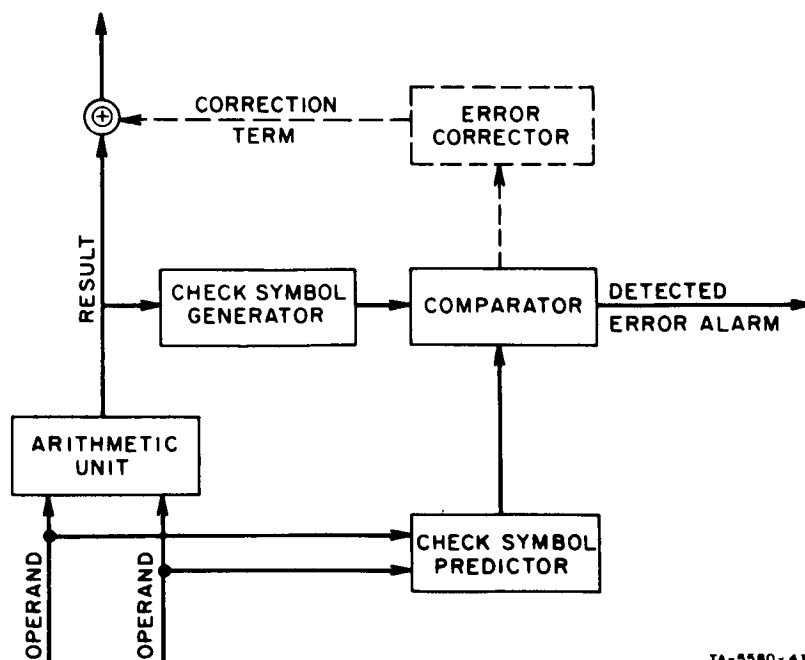 CORRECTION
TERM
ERROR
CORRECTOR
RESULT
CHECK SYMBOL
GENERATOR
COMPARATOR
DETECTED
ERROR ALARM
ARITHMETIC
UNIT
CHECK SYMBOL
PREDICTOR
OPERAND
OPERAND